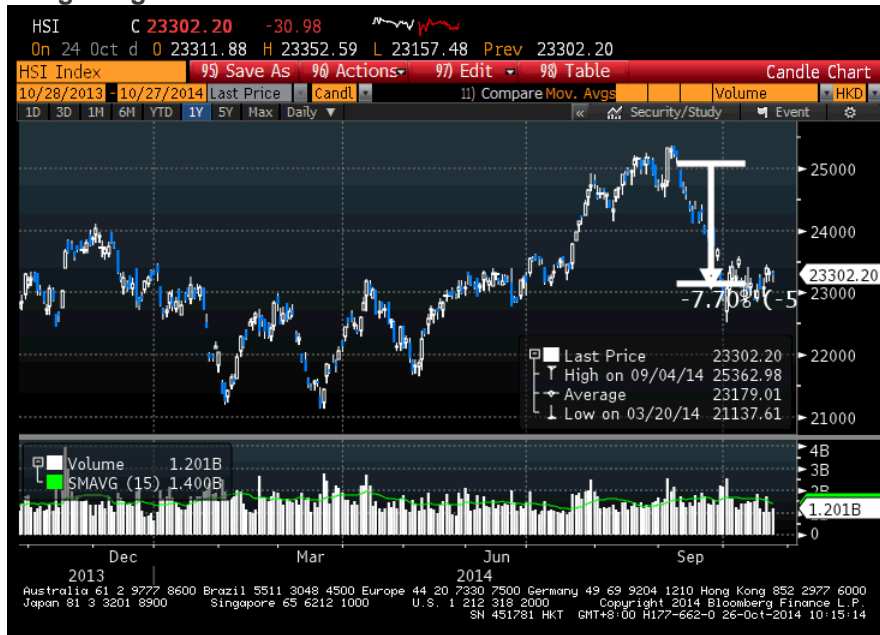 HSI C 23302.20 -30.98
On 24 Oct d O 23311.88 H 23352.59 L 23157.48 Prev 23302.20
HSI Index 95) Save As 96) Actions 97) Edit 98) Table Candle Chart
10/28/2013 - 10/27/2014 Last Price Candl 11) Compare Mov. Avgs Volume HKD
1D 3D 1M 6M YTD 1Y 5Y Max Daily ▼ « Security/Study Event
25000
24000
23302.20
23000
-7.70% (-5
22000
21000
Last Price 23302.20
High on 09/04/14 25362.98
Average 23179.01
Low on 03/20/14 21137.61
Volume 1.201B
SMAVG (15) 1.400B
4B
3B
2B
1.201B
0
Dec Mar Jun Sep
2013 2014
Australia 61 2 9777 8600 Brazil 5511 3048 4500 Europe 44 20 7330 7500 Germany 49 69 9204 1210 Hong Kong 852 2977 6000
Japan 81 3 3201 8900 Singapore 65 6212 1000 U.S. 1 212 318 2000 Copyright 2014 Bloomberg Finance L.P.
SN 451781 HKT GMT+8:00 H177-662-0 26-Oct-2014 10:15:14